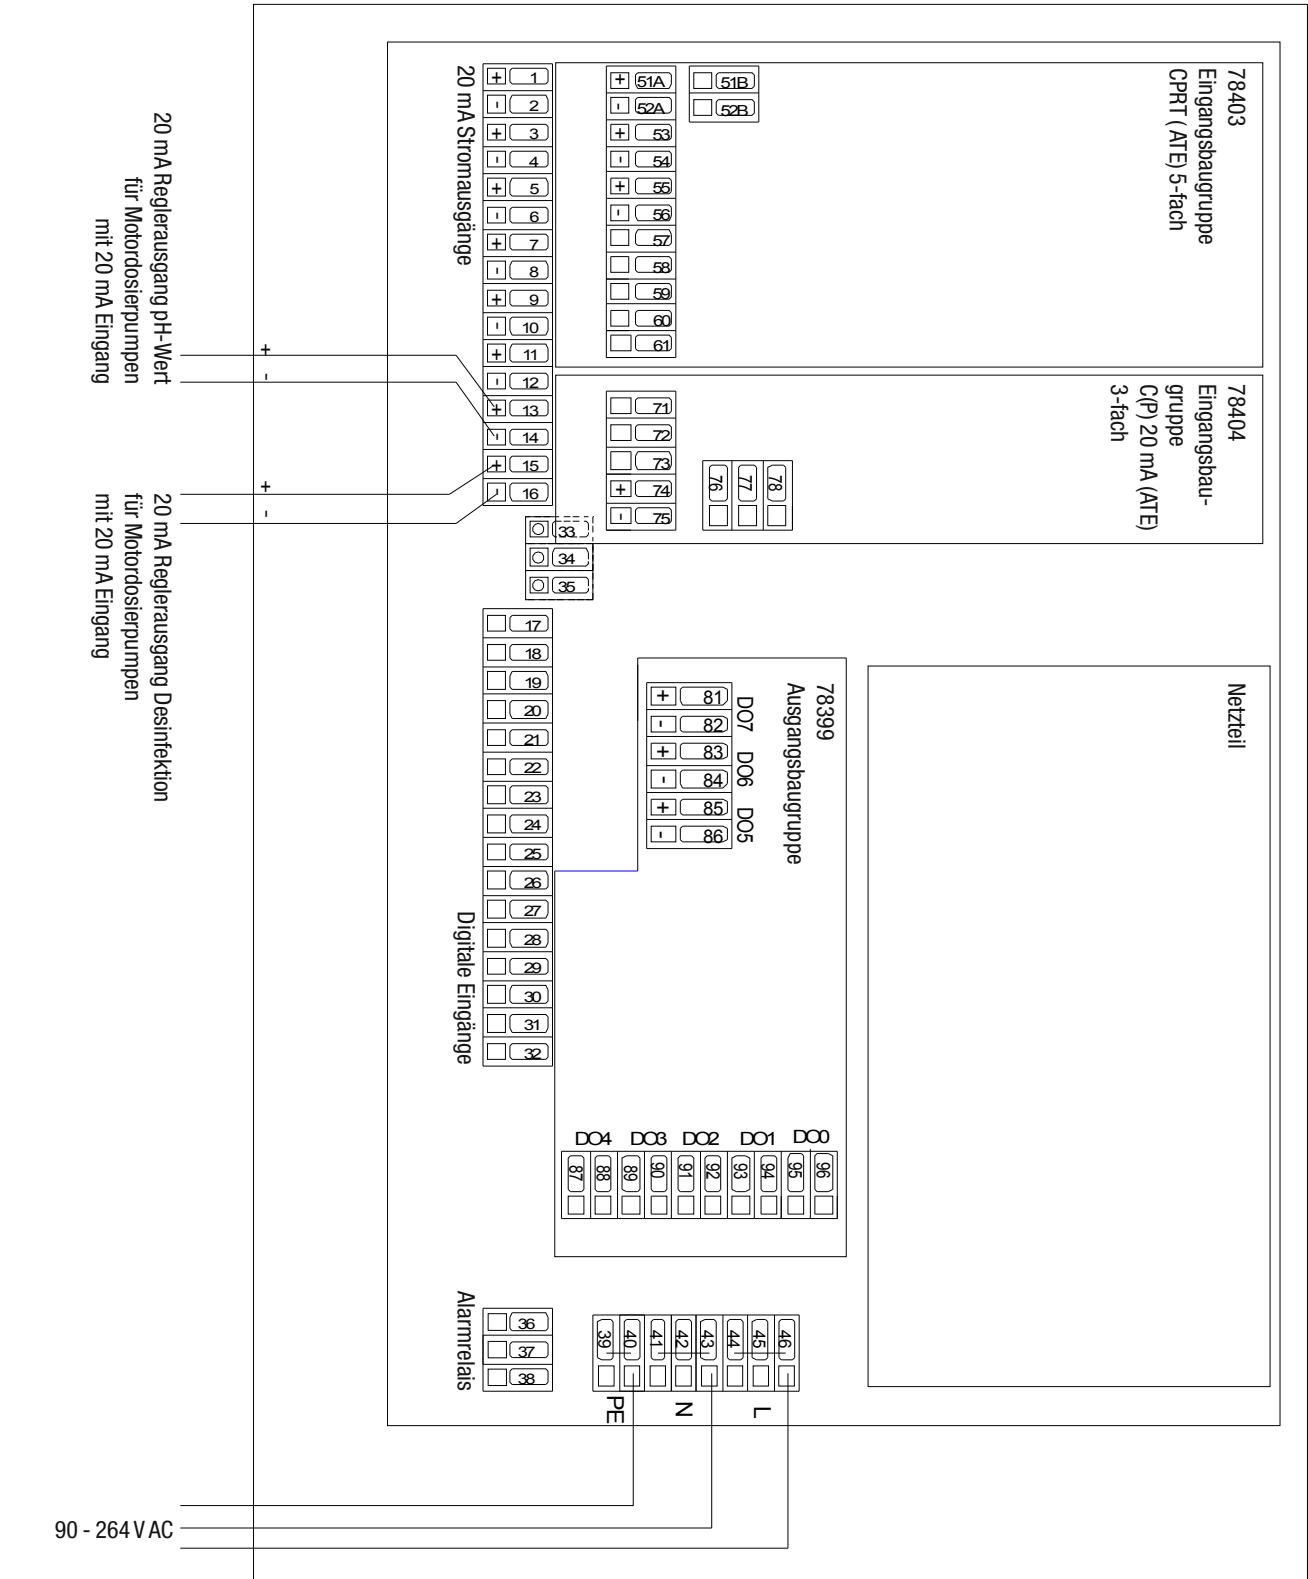 20 mA Reglerausgang pH-Wert
für Motordosierpumpen
mit 20 mA Eingang
+
-
20 mA Reglerausgang Desinfektion
für Motordosierpumpen
mit 20 mA Eingang
+
-
20 mA Stromausgänge
+ 1
- 2
+ 3
- 4
+ 5
- 6
+ 7
- 8
+ 9
- 10
+ 11
- 12
+ 13
- 14
+ 15
- 16
33
34
35
78403
Eingangsbaugruppe
CPRT ( ATE) 5-fach
+ 51A
- 52A
+ 53
- 54
+ 55
- 56
57
58
59
60
61
51B
52B
78404
Eingangsbau-
gruppe
C(P) 20 mA (ATE)
3-fach
71
72
73
+ 74
- 75
76
77
78
Digitale Eingänge
17
18
19
20
21
22
23
24
25
26
27
28
29
30
31
32
78399
Ausgangsbaugruppe
DO7 DO6 DO5
+ 81
- 82
+ 83
- 84
+ 85
- 86
Netzteil
DO4 DO3 DO2 DO1 DO0
87 88 89 90 91 92 93 94 95 96
Alarmrelais
36
37
38
39 40 41 42 43 44 45 46
PE N L
90 - 264 V AC